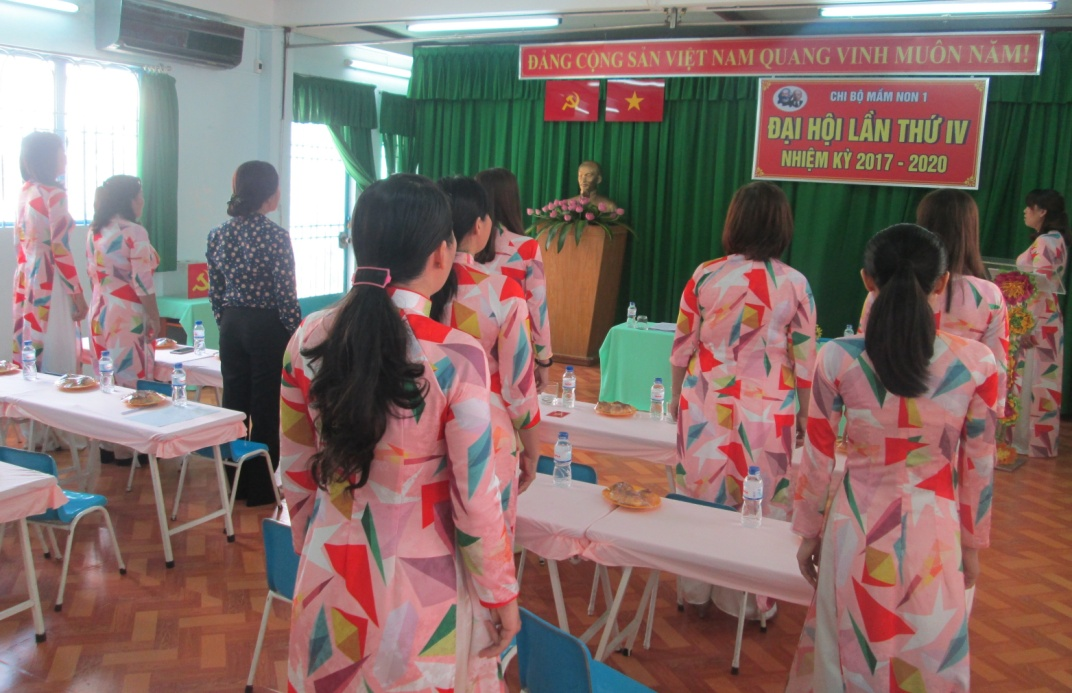 ĐẢNG CỘNG SẢN VIỆT NAM QUANG VINH MUÔN NĂM!
CHI BỘ MẦM NON 1
ĐẠI HỘI LẦN THỨ IV
NHIỆM KỲ 2017 - 2020